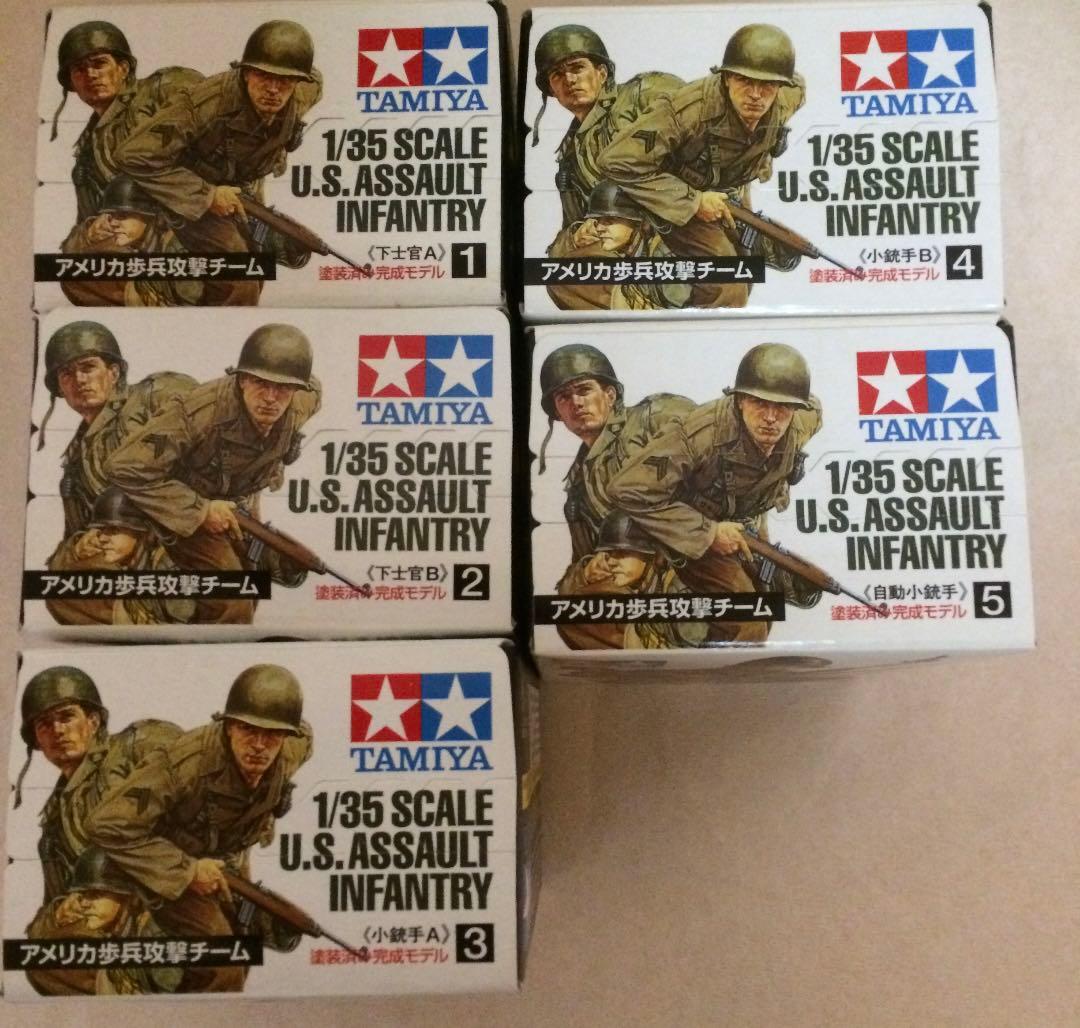 TAMIYA
1/35 SCALE
U.S. ASSAULT
INFANTRY
《下士官A》 1
アメリカ歩兵攻撃チーム
塗装済み完成モデル
TAMIYA
1/35 SCALE
U.S. ASSAULT
INFANTRY
《下士官B》 2
アメリカ歩兵攻撃チーム
塗装済み完成モデル
TAMIYA
1/35 SCALE
U.S. ASSAULT
INFANTRY
《小銃手A》 3
アメリカ歩兵攻撃チーム
塗装済み完成モデル
TAMIYA
1/35 SCALE
U.S. ASSAULT
INFANTRY
《小銃手B》 4
アメリカ歩兵攻撃チーム
塗装済み完成モデル
TAMIYA
1/35 SCALE
U.S. ASSAULT
INFANTRY
《自動小銃手》 5
アメリカ歩兵攻撃チーム
塗装済み完成モデル